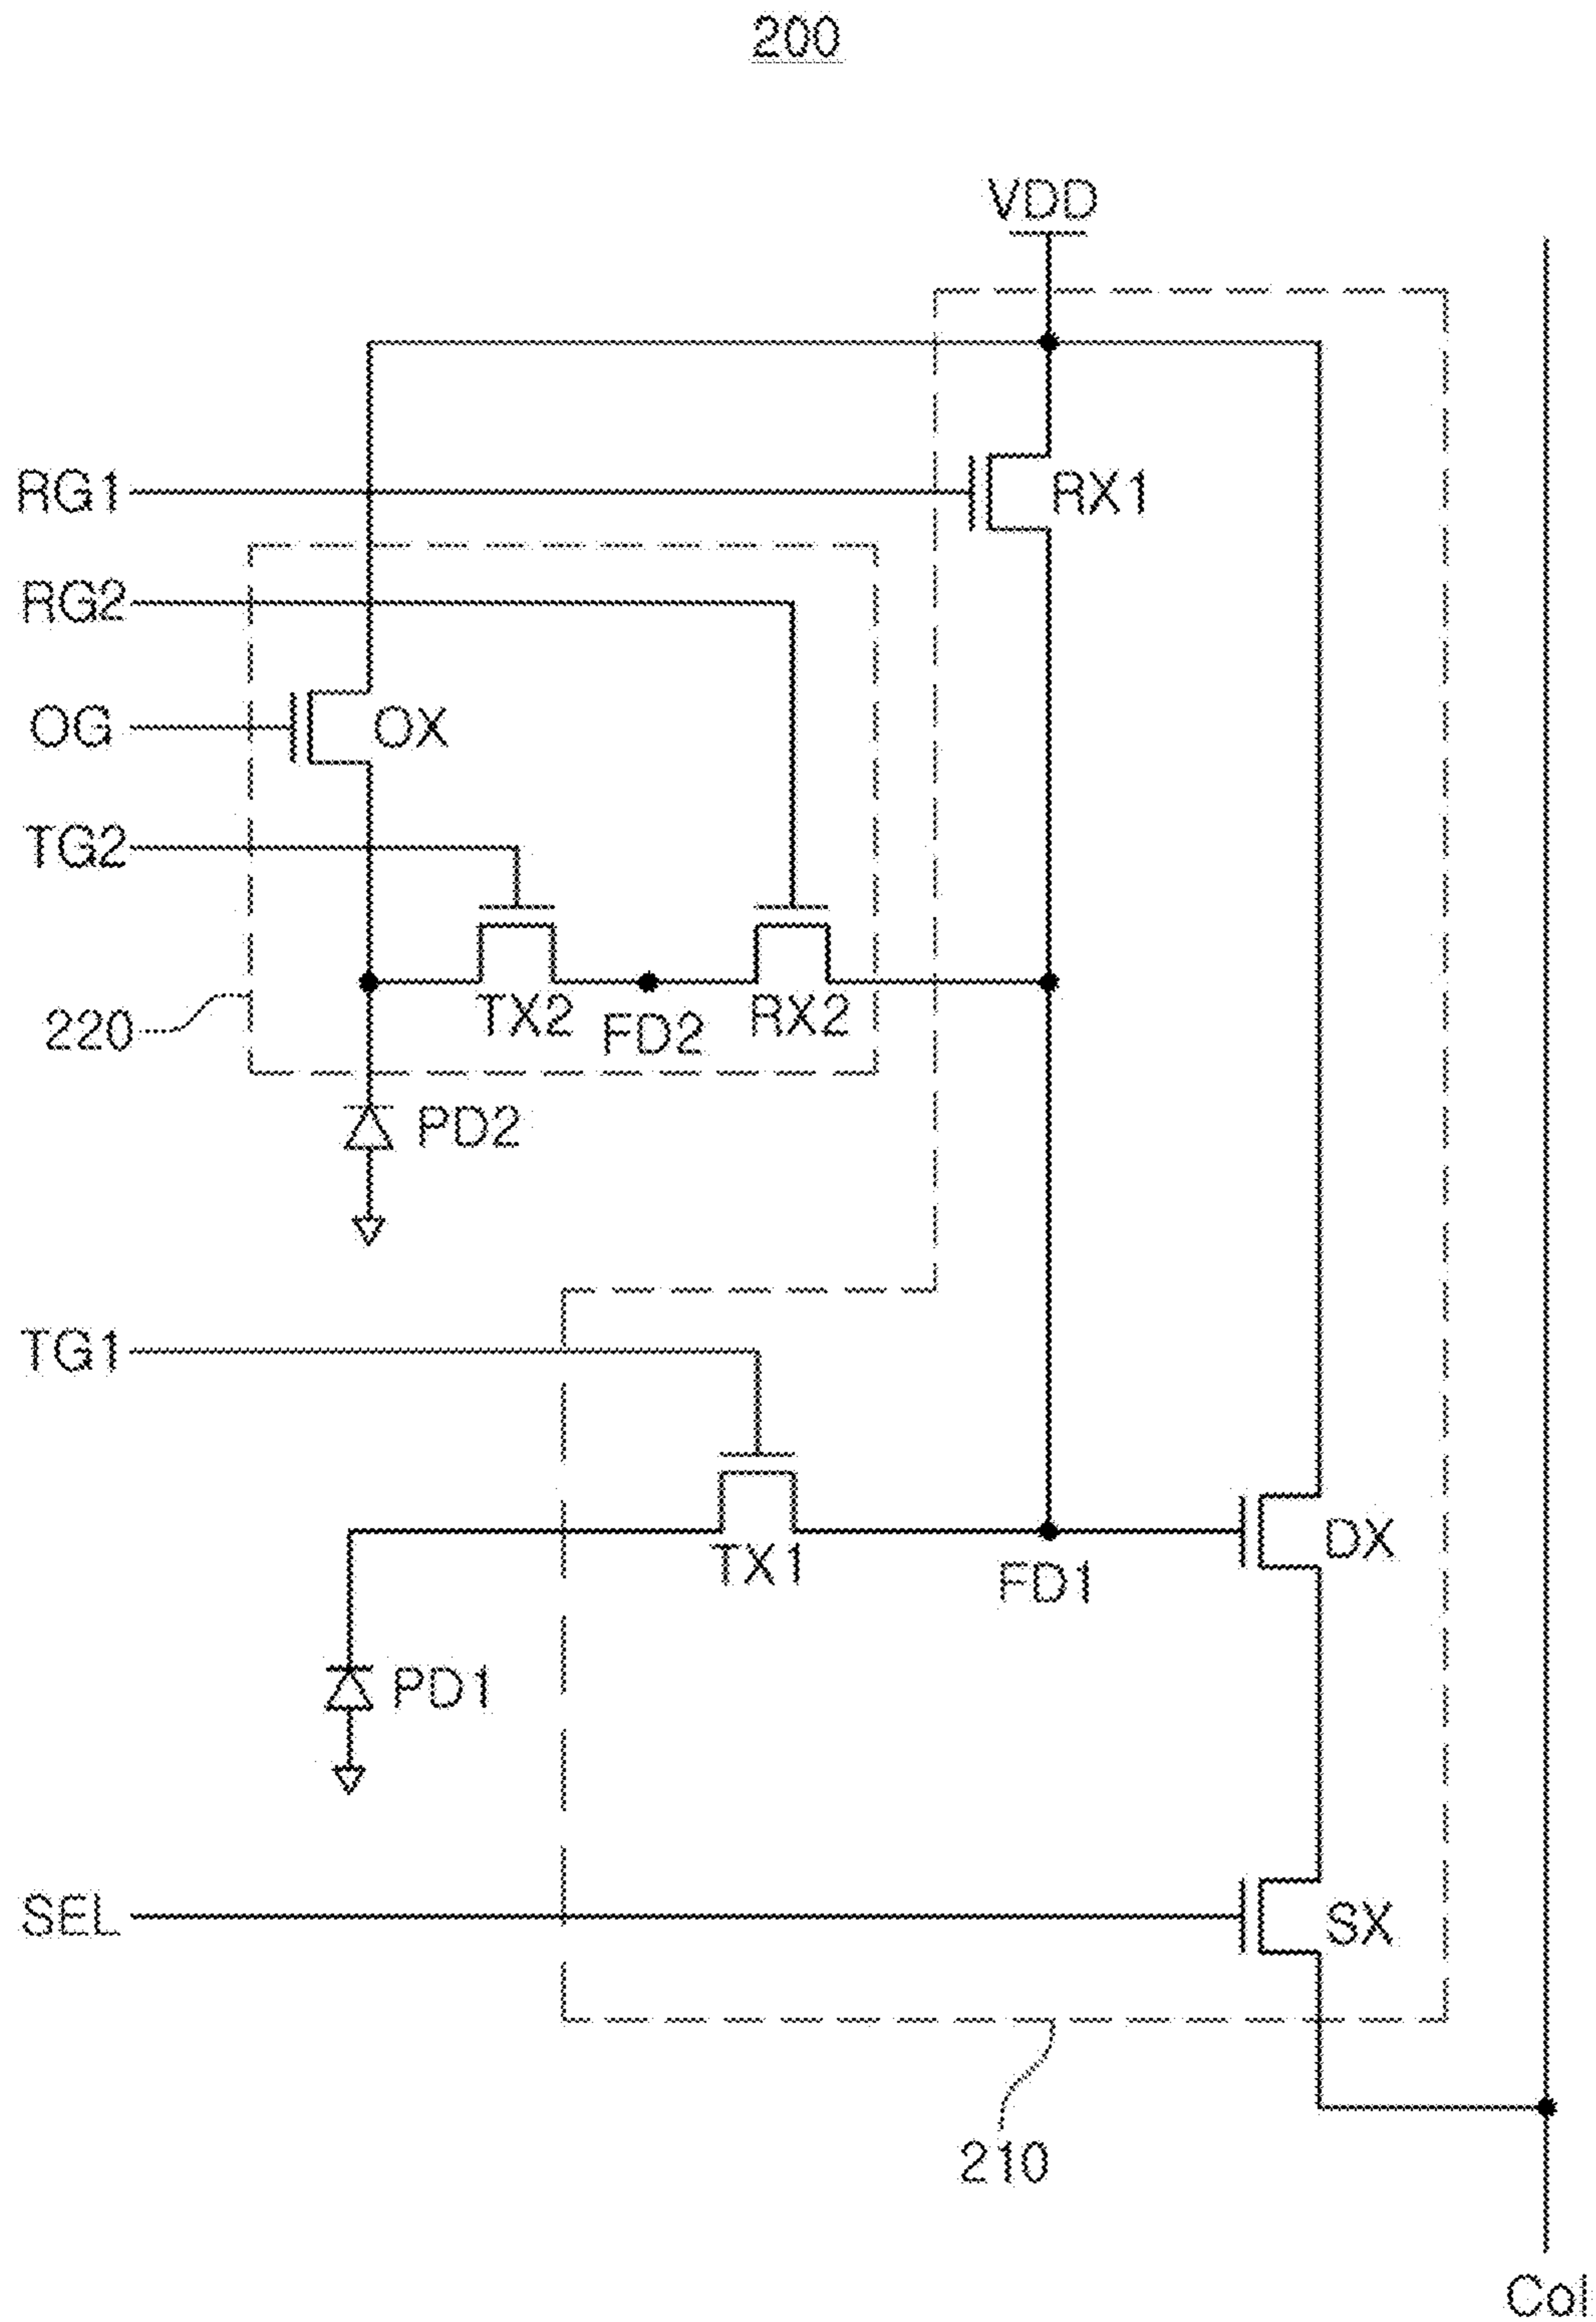 200
VDD
RG1
RX1
RG2
OG
OX
TG2
TX2
FD2
RX2
220
PD2
TG1
TX1
FD1
DX
PD1
SEL
SX
210
Col